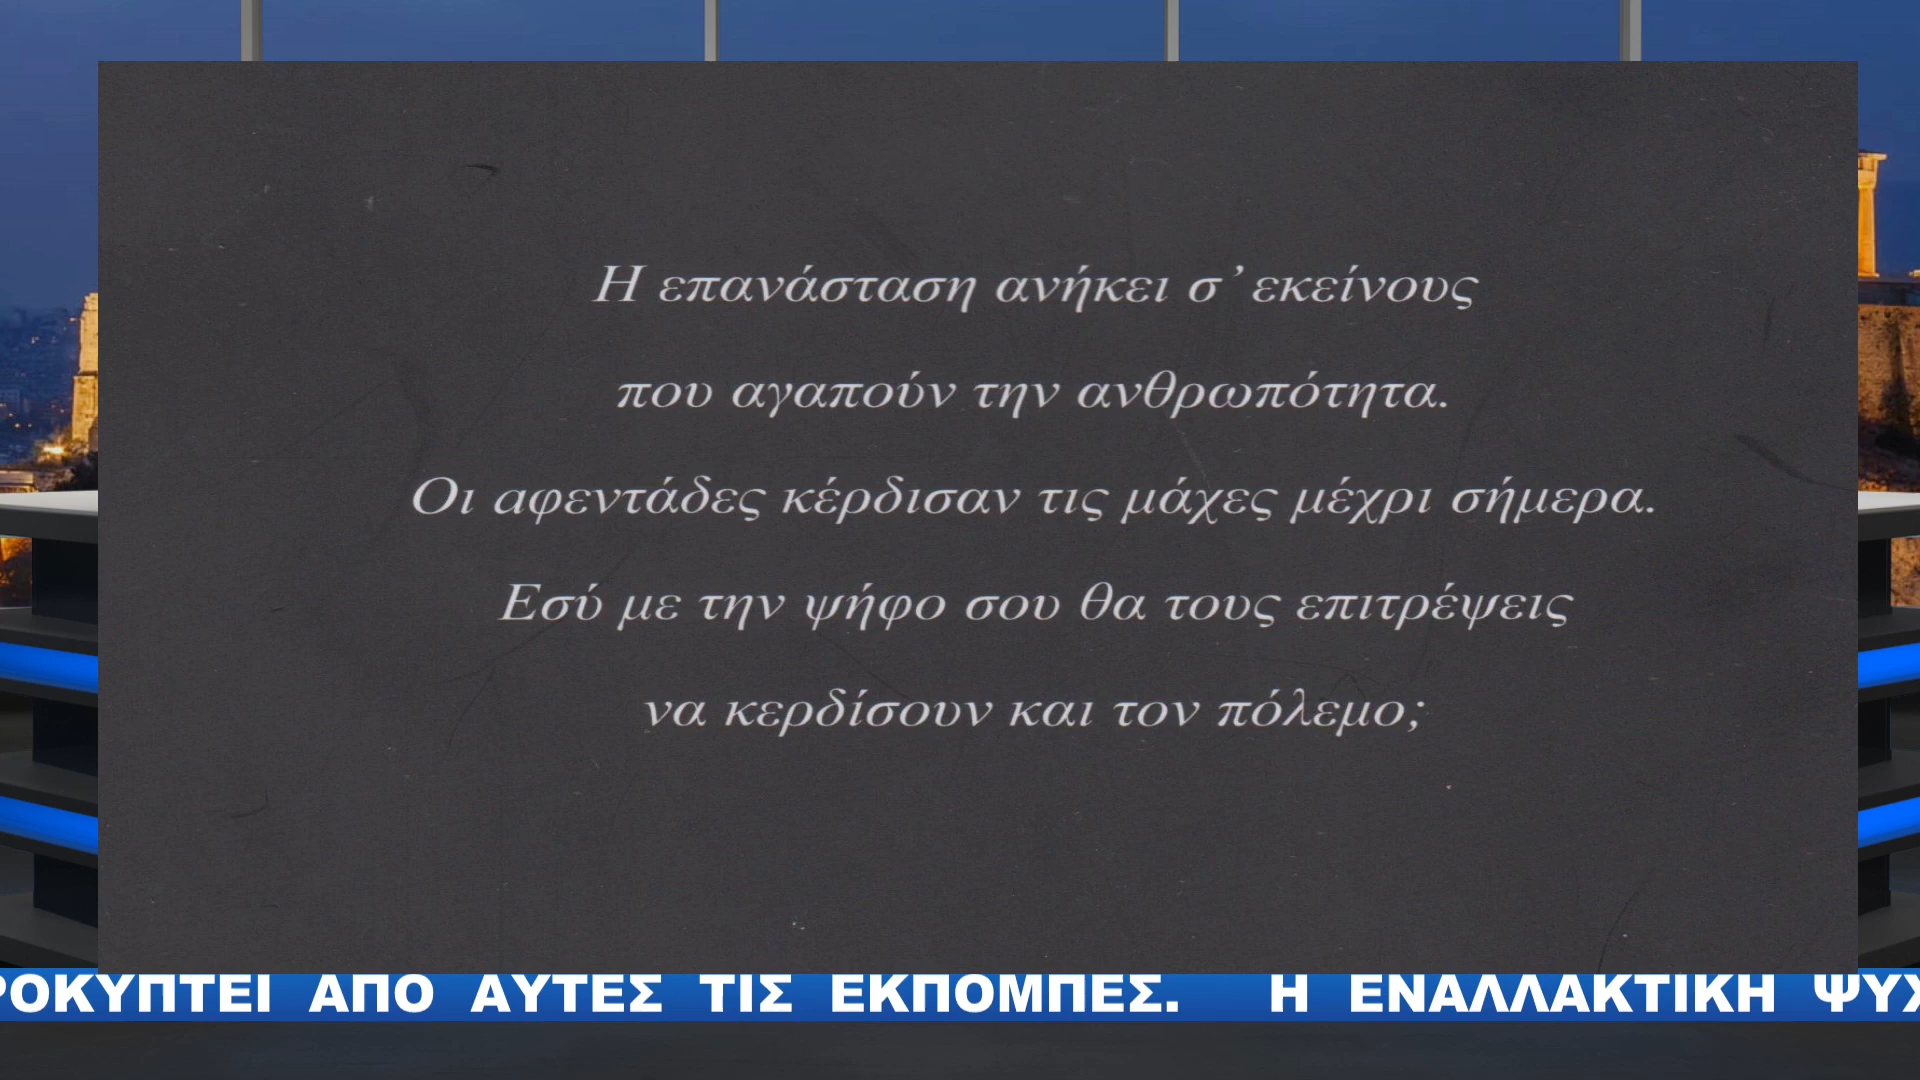 Η επανάσταση ανήκει σ’ εκείνους
που αγαπούν την ανθρωπότητα.
Οι αφεντάδες κέρδισαν τις μάχες μέχρι σήμερα.
Εσύ με την ψήφο σου θα τους επιτρέψεις
να κερδίσουν και τον πόλεμο;
ΡΟΚΥΠΤΕΙ ΑΠΟ ΑΥΤΕΣ ΤΙΣ ΕΚΠΟΜΠΕΣ. Η ΕΝΑΛΛΑΚΤΙΚΗ ΨΥΧ